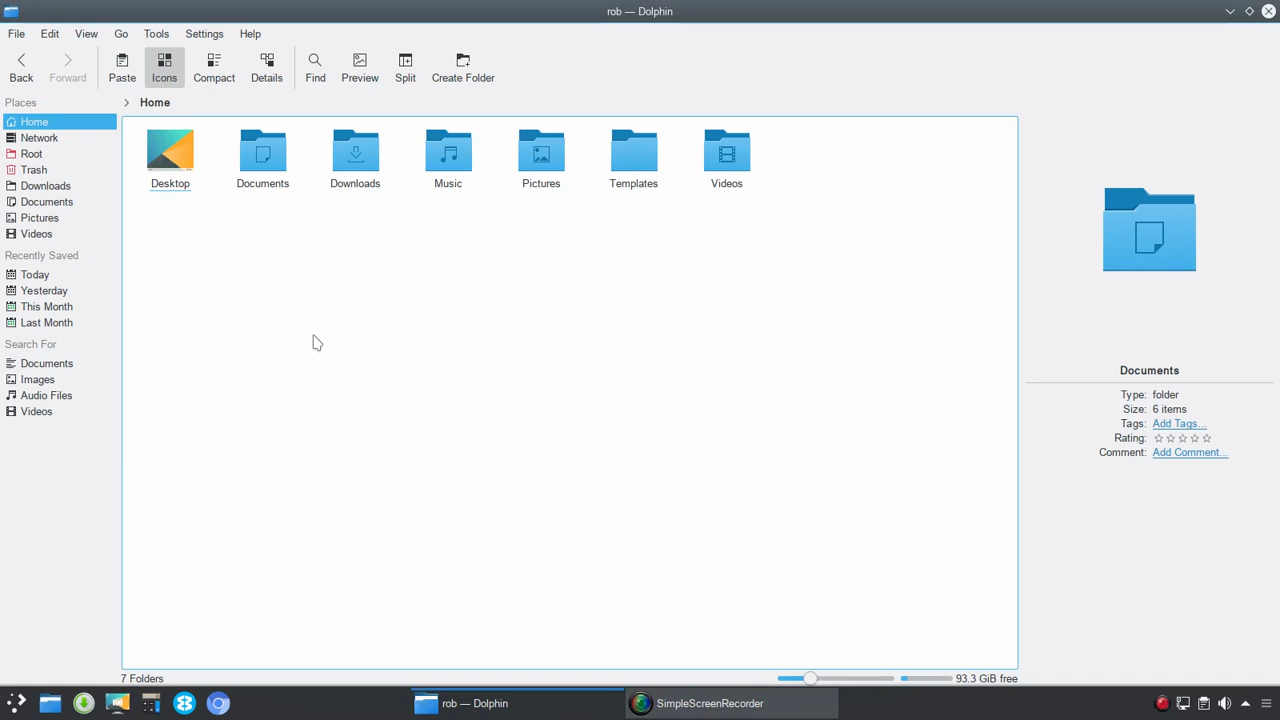 rob — Dolphin
File Edit View Go Tools Settings Help
Back Forward Paste Icons Compact Details Find Preview Split Create Folder
Places
Home
Network
Root
Trash
Downloads
Documents
Pictures
Videos
Recently Saved
Today
Yesterday
This Month
Last Month
Search For
Documents
Images
Audio Files
Videos
Home
Desktop Documents Downloads Music Pictures Templates Videos
Documents
Type: folder
Size: 6 items
Tags: Add Tags...
Rating:
Comment: Add Comment...
7 Folders 93.3 GiB free
rob — Dolphin SimpleScreenRecorder